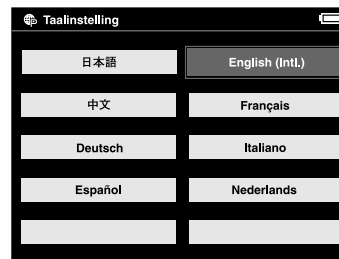 Taalinstelling
日本語 English (Intl.)
中文 Français
Deutsch Italiano
Español Nederlands